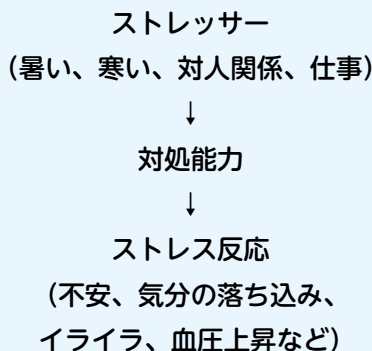 ストレッサー
（暑い、寒い、対人関係、仕事）
↓
対処能力
↓
ストレス反応
（不安、気分の落ち込み、
イライラ、血圧上昇など）